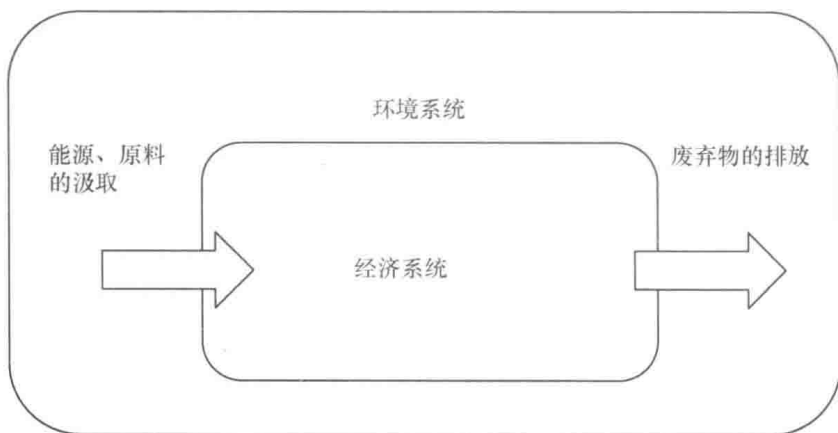 环境系统
能源、原料
的汲取
废弃物的排放
经济系统